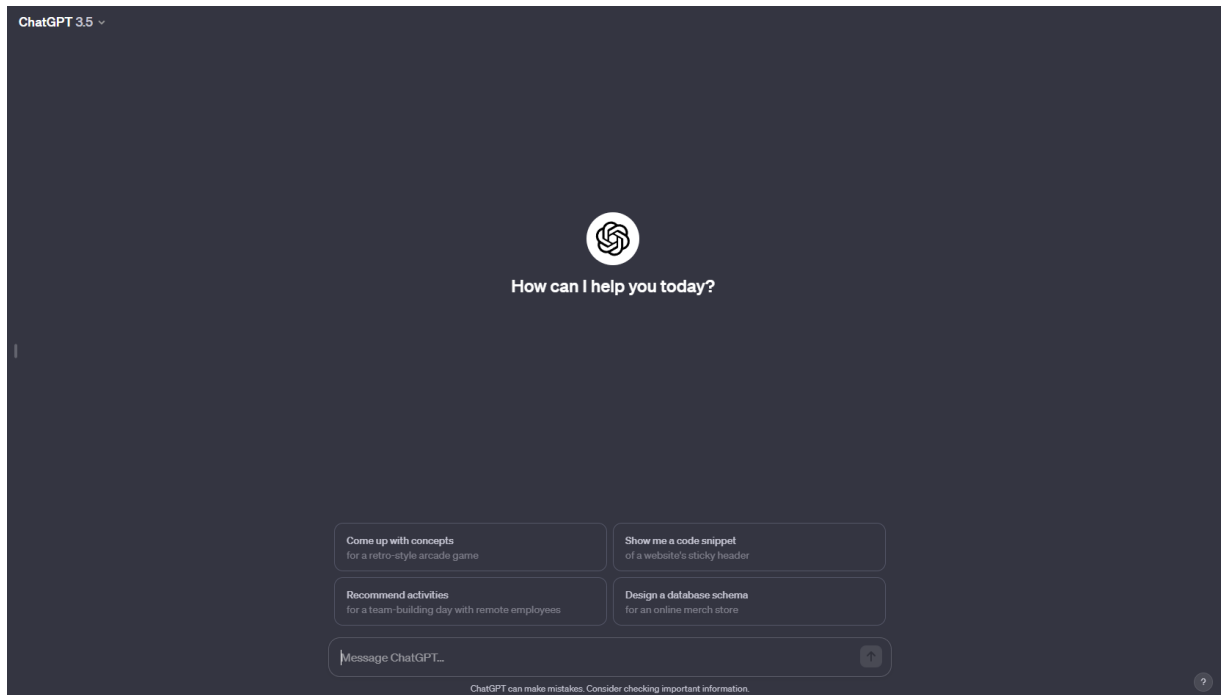 ChatGPT 3.5
How can I help you today?
Come up with concepts
for a retro-style arcade game
Show me a code snippet
of a website's sticky header
Recommend activities
for a team-building day with remote employees
Design a database schema
for an online merch store
Message ChatGPT...
ChatGPT can make mistakes. Consider checking important information.
?